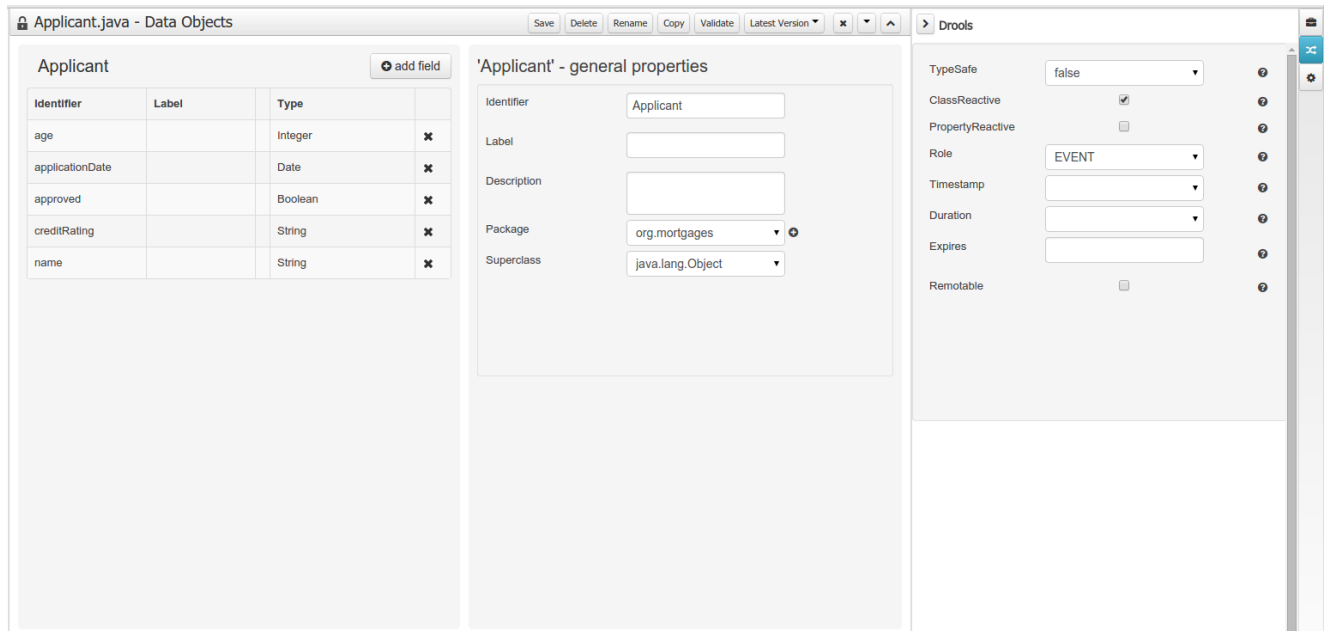 Applicant.java - Data Objects
Save Delete Rename Copy Validate Latest Version
Drools
Applicant
add field
Identifier Label Type
age Integer
applicationDate Date
approved Boolean
creditRating String
name String
'Applicant' - general properties
Identifier Applicant
Label
Description
Package org.mortgages
Superclass java.lang.Object
TypeSafe false
ClassReactive
PropertyReactive
Role EVENT
Timestamp
Duration
Expires
Remotable